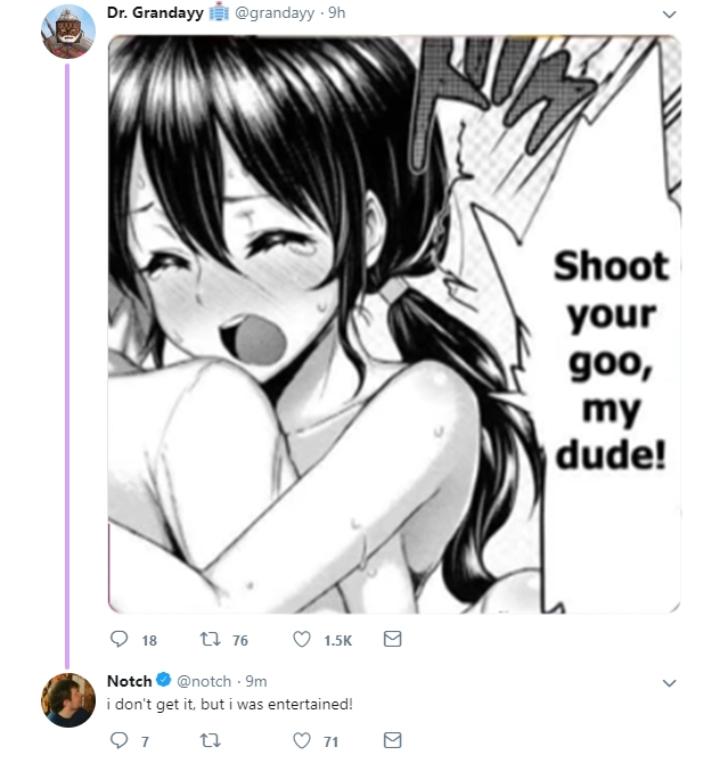 Dr. Grandayy @grandayy · 9h
Shoot
your
goo,
my
dude!
18 76 1.5K
Notch @notch · 9m
i don't get it, but i was entertained!
7 71